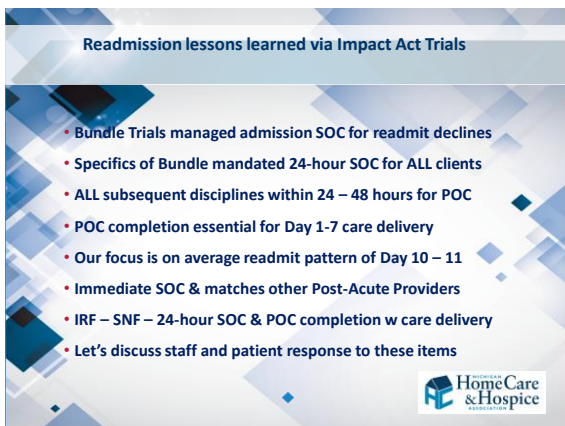 Readmission lessons learned via Impact Act Trials
• Bundle Trials managed admission SOC for readmit declines
• Specifics of Bundle mandated 24-hour SOC for ALL clients
• ALL subsequent disciplines within 24 – 48 hours for POC
• POC completion essential for Day 1-7 care delivery
• Our focus is on average readmit pattern of Day 10 – 11
• Immediate SOC & matches other Post-Acute Providers
• IRF – SNF – 24-hour SOC & POC completion w care delivery
• Let's discuss staff and patient response to these items
MICHIGAN
HomeCare
&Hospice
ASSOCIATION